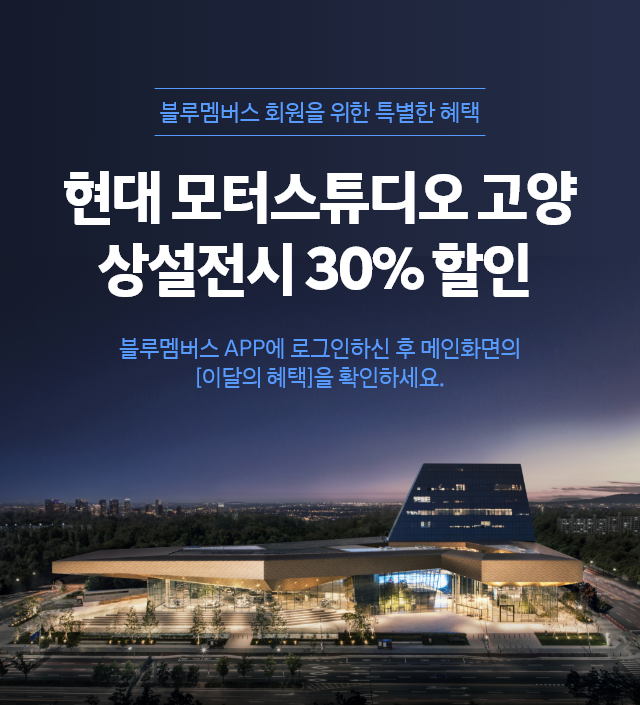 블루멤버스 회원을 위한 특별한 혜택
현대 모터스튜디오 고양
상설전시 30% 할인
블루멤버스 APP에 로그인하신 후 메인화면의
[이달의 혜택]을 확인하세요.